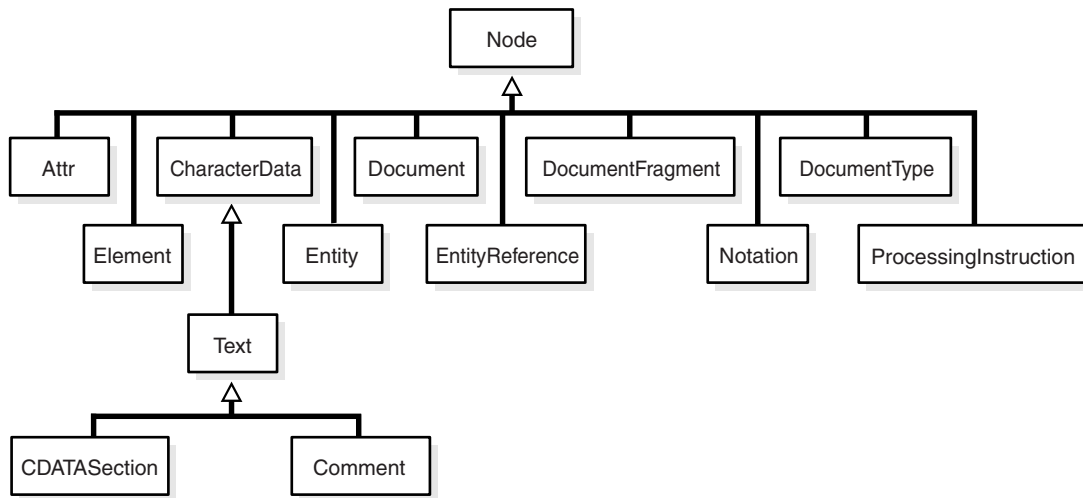 Node
Attr
CharacterData
Document
DocumentFragment
DocumentType
Element
Entity
EntityReference
Notation
ProcessingInstruction
Text
CDATASection
Comment